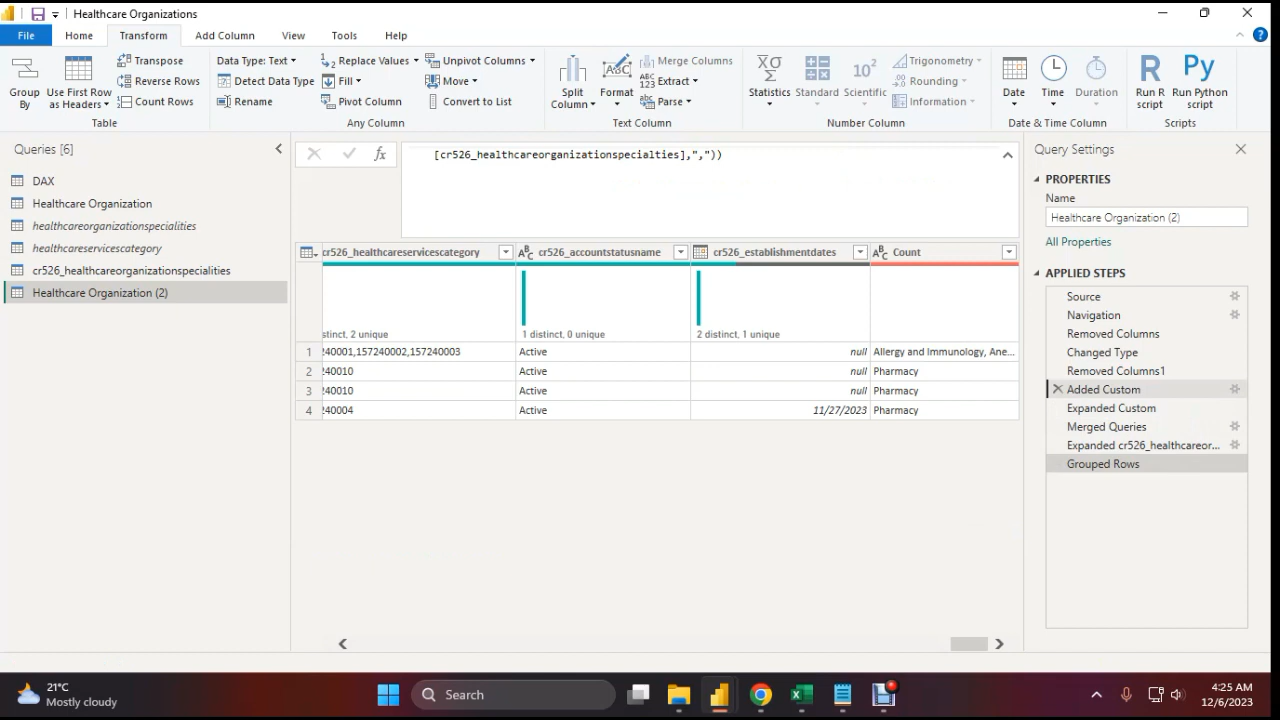 Healthcare Organizations
File Home Transform Add Column View Tools Help
Group By
Use First Row as Headers
Transpose
Reverse Rows
Count Rows
Table
Data Type: Text
Detect Data Type
Rename
Replace Values
Fill
Pivot Column
Unpivot Columns
Move
Convert to List
Any Column
Split Column
Format
Merge Columns
Extract
Parse
Text Column
Statistics
Standard
Scientific
Trigonometry
Rounding
Information
Number Column
Date
Time
Duration
Date & Time Column
Run R script
Run Python script
Scripts
Queries [6]
DAX
Healthcare Organization
healthcareorganizationspecialities
healthcareservicescategory
cr526_healthcareorganizationspecialities
Healthcare Organization (2)
[cr526_healthcareorganizationspecialties],","))
cr526_healthcareservicescategory cr526_accountstatusname cr526_establishmentdates Count
stinct, 2 unique 1 distinct, 0 unique 2 distinct, 1 unique
1 240001,157240002,157240003 Active null Allergy and Immunology, Ane...
2 240010 Active null Pharmacy
3 240010 Active null Pharmacy
4 240004 Active 11/27/2023 Pharmacy
Query Settings
PROPERTIES
Name
Healthcare Organization (2)
All Properties
APPLIED STEPS
Source
Navigation
Removed Columns
Changed Type
Removed Columns1
Added Custom
Expanded Custom
Merged Queries
Expanded cr526_healthcareor...
Grouped Rows
21°C
Mostly cloudy
Search
4:25 AM
12/6/2023